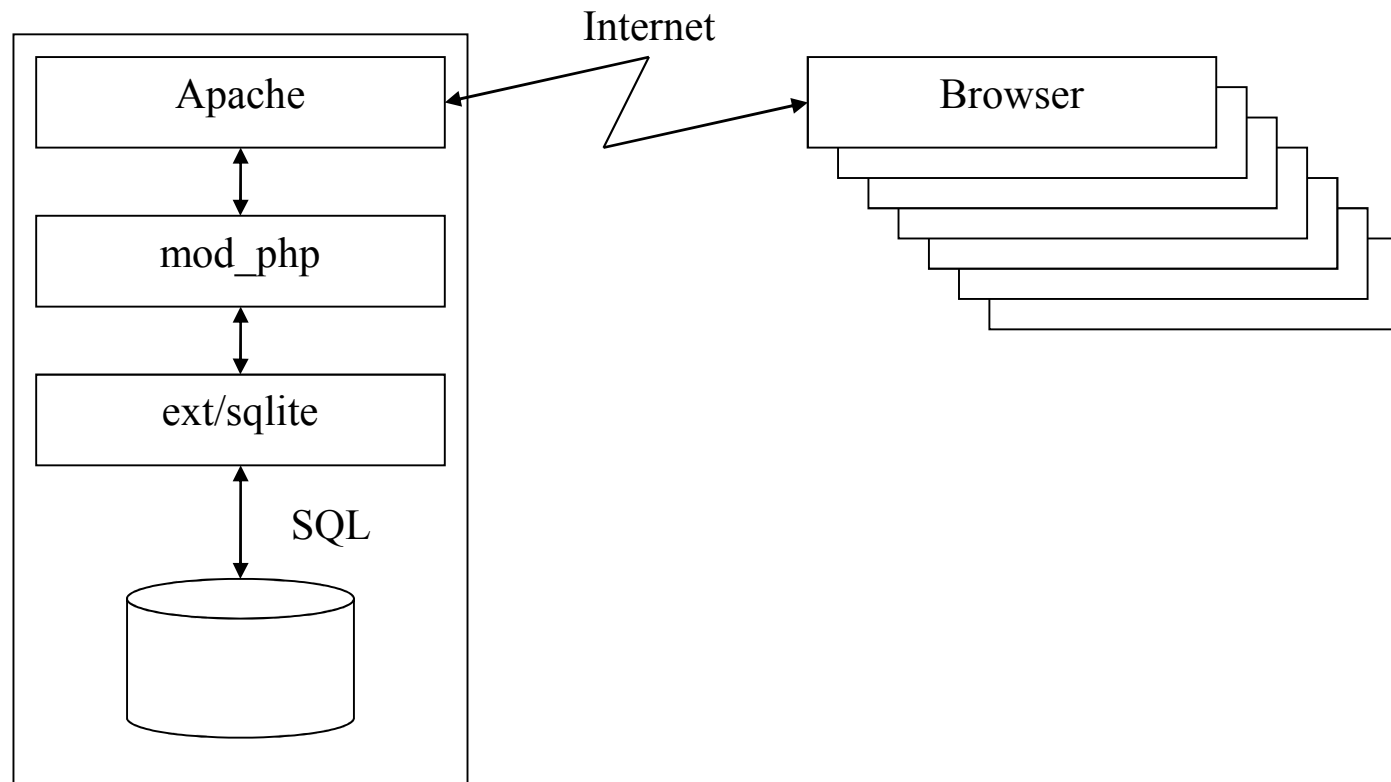 Internet
Apache
Browser
mod_php
ext/sqlite
SQL